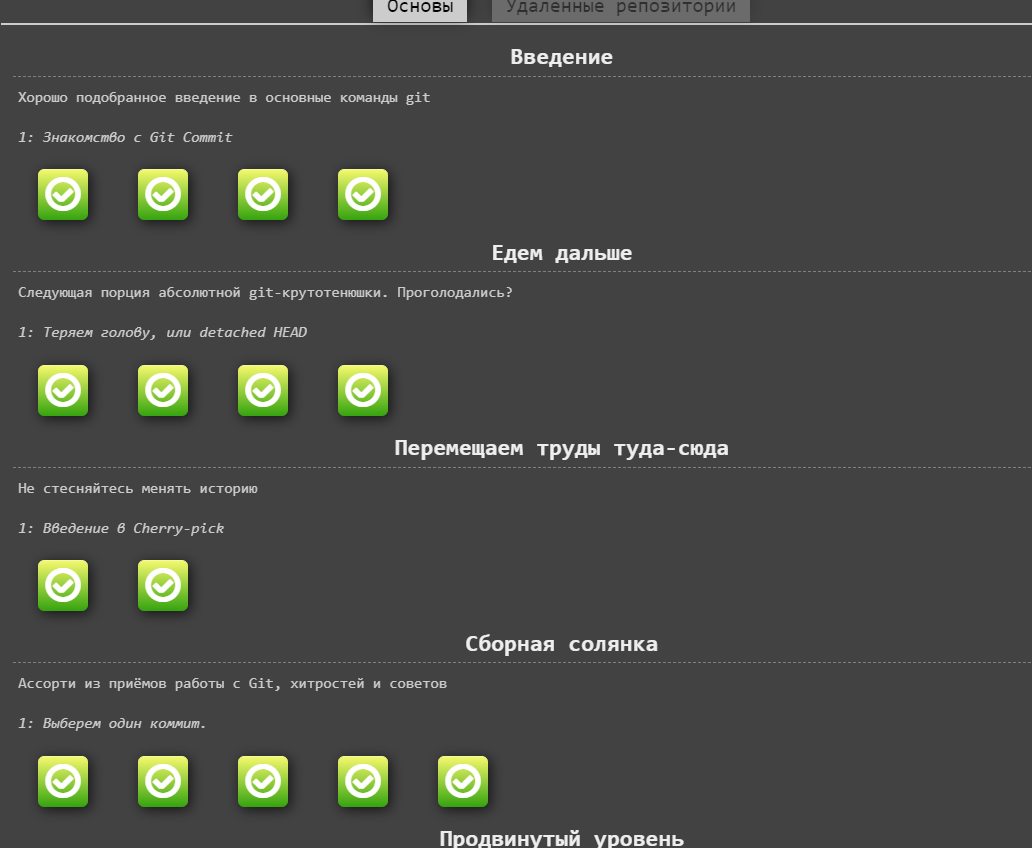 Основы Удаленные репозитории
Введение
Хорошо подобранное введение в основные команды git
1: Знакомство с Git Commit
Едем дальше
Следующая порция абсолютной git-крутотенюшки. Проголодались?
1: Теряем голову, или detached HEAD
Перемещаем труды туда-сюда
Не стесняйтесь менять историю
1: Введение в Cherry-pick
Сборная солянка
Ассорти из приёмов работы с Git, хитростей и советов
1: Выберем один коммит.
Продвинутый уровень